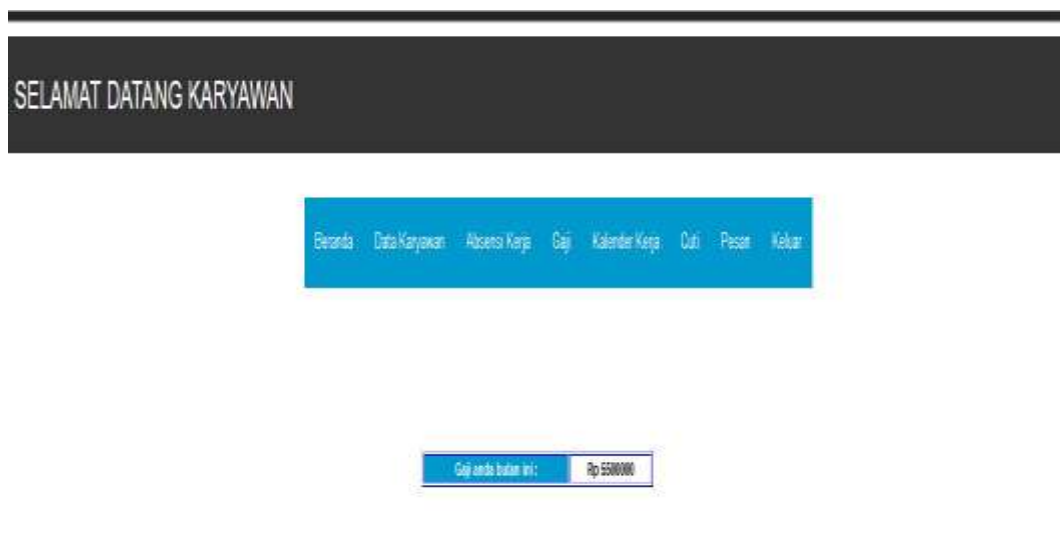 SELAMAT DATANG KARYAWAN
Beranda Data Karyawan Absensi Kerja Gaji Kalender Kerja Cuti Pesan Keluar
Gaji anda bulan ini : Rp 5500000